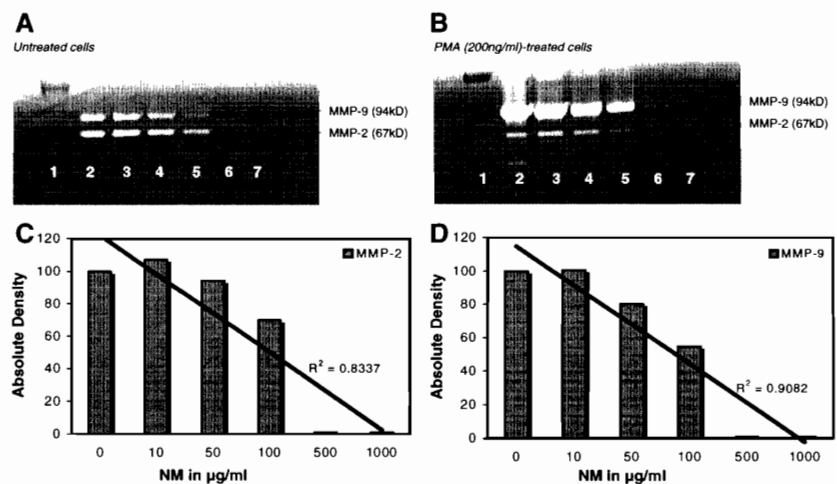 A
Untreated cells
MMP-9 (94kD)
MMP-2 (67kD)
1 2 3 4 5 6 7
B
PMA (200ng/ml)-treated cells
MMP-9 (94kD)
MMP-2 (67kD)
1 2 3 4 5 6 7
C
120
100
80
60
40
20
0
Absolute Density
MMP-2
R² = 0.8337
0 10 50 100 500 1000
NM in µg/ml
D
120
100
80
60
40
20
0
Absolute Density
MMP-9
R² = 0.9082
0 10 50 100 500 1000
NM in µg/ml